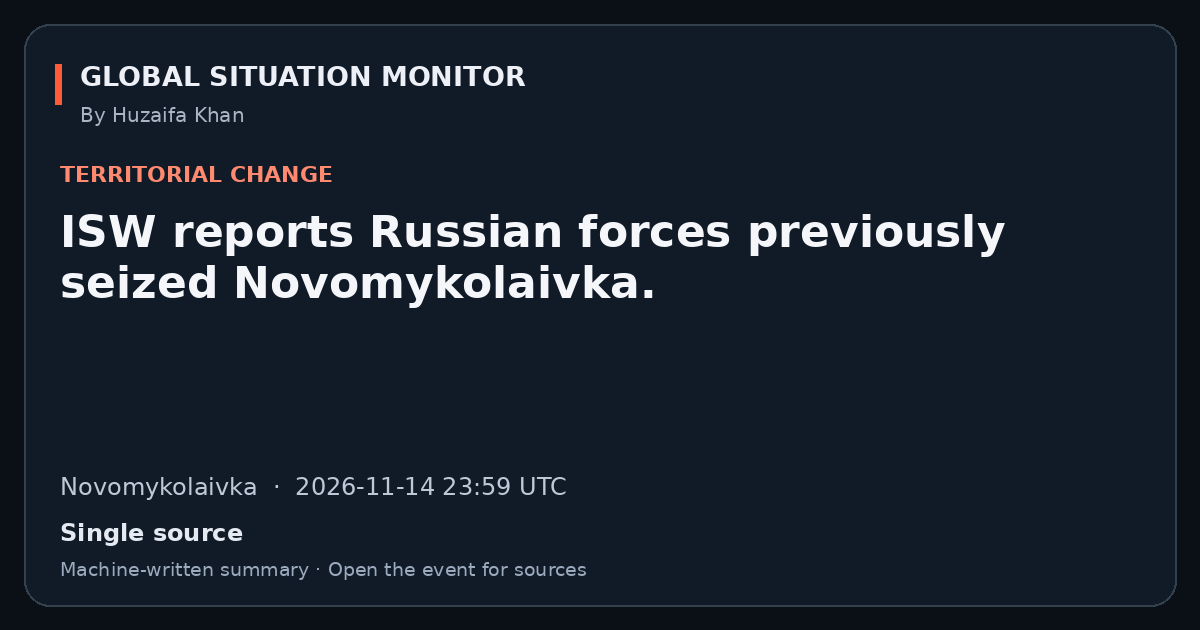 GLOBAL SITUATION MONITOR
By Huzaifa Khan
TERRITORIAL CHANGE
ISW reports Russian forces previously
seized Novomykolaivka.
Novomykolaivka · 2026-11-14 23:59 UTC
Single source
Machine-written summary · Open the event for sources